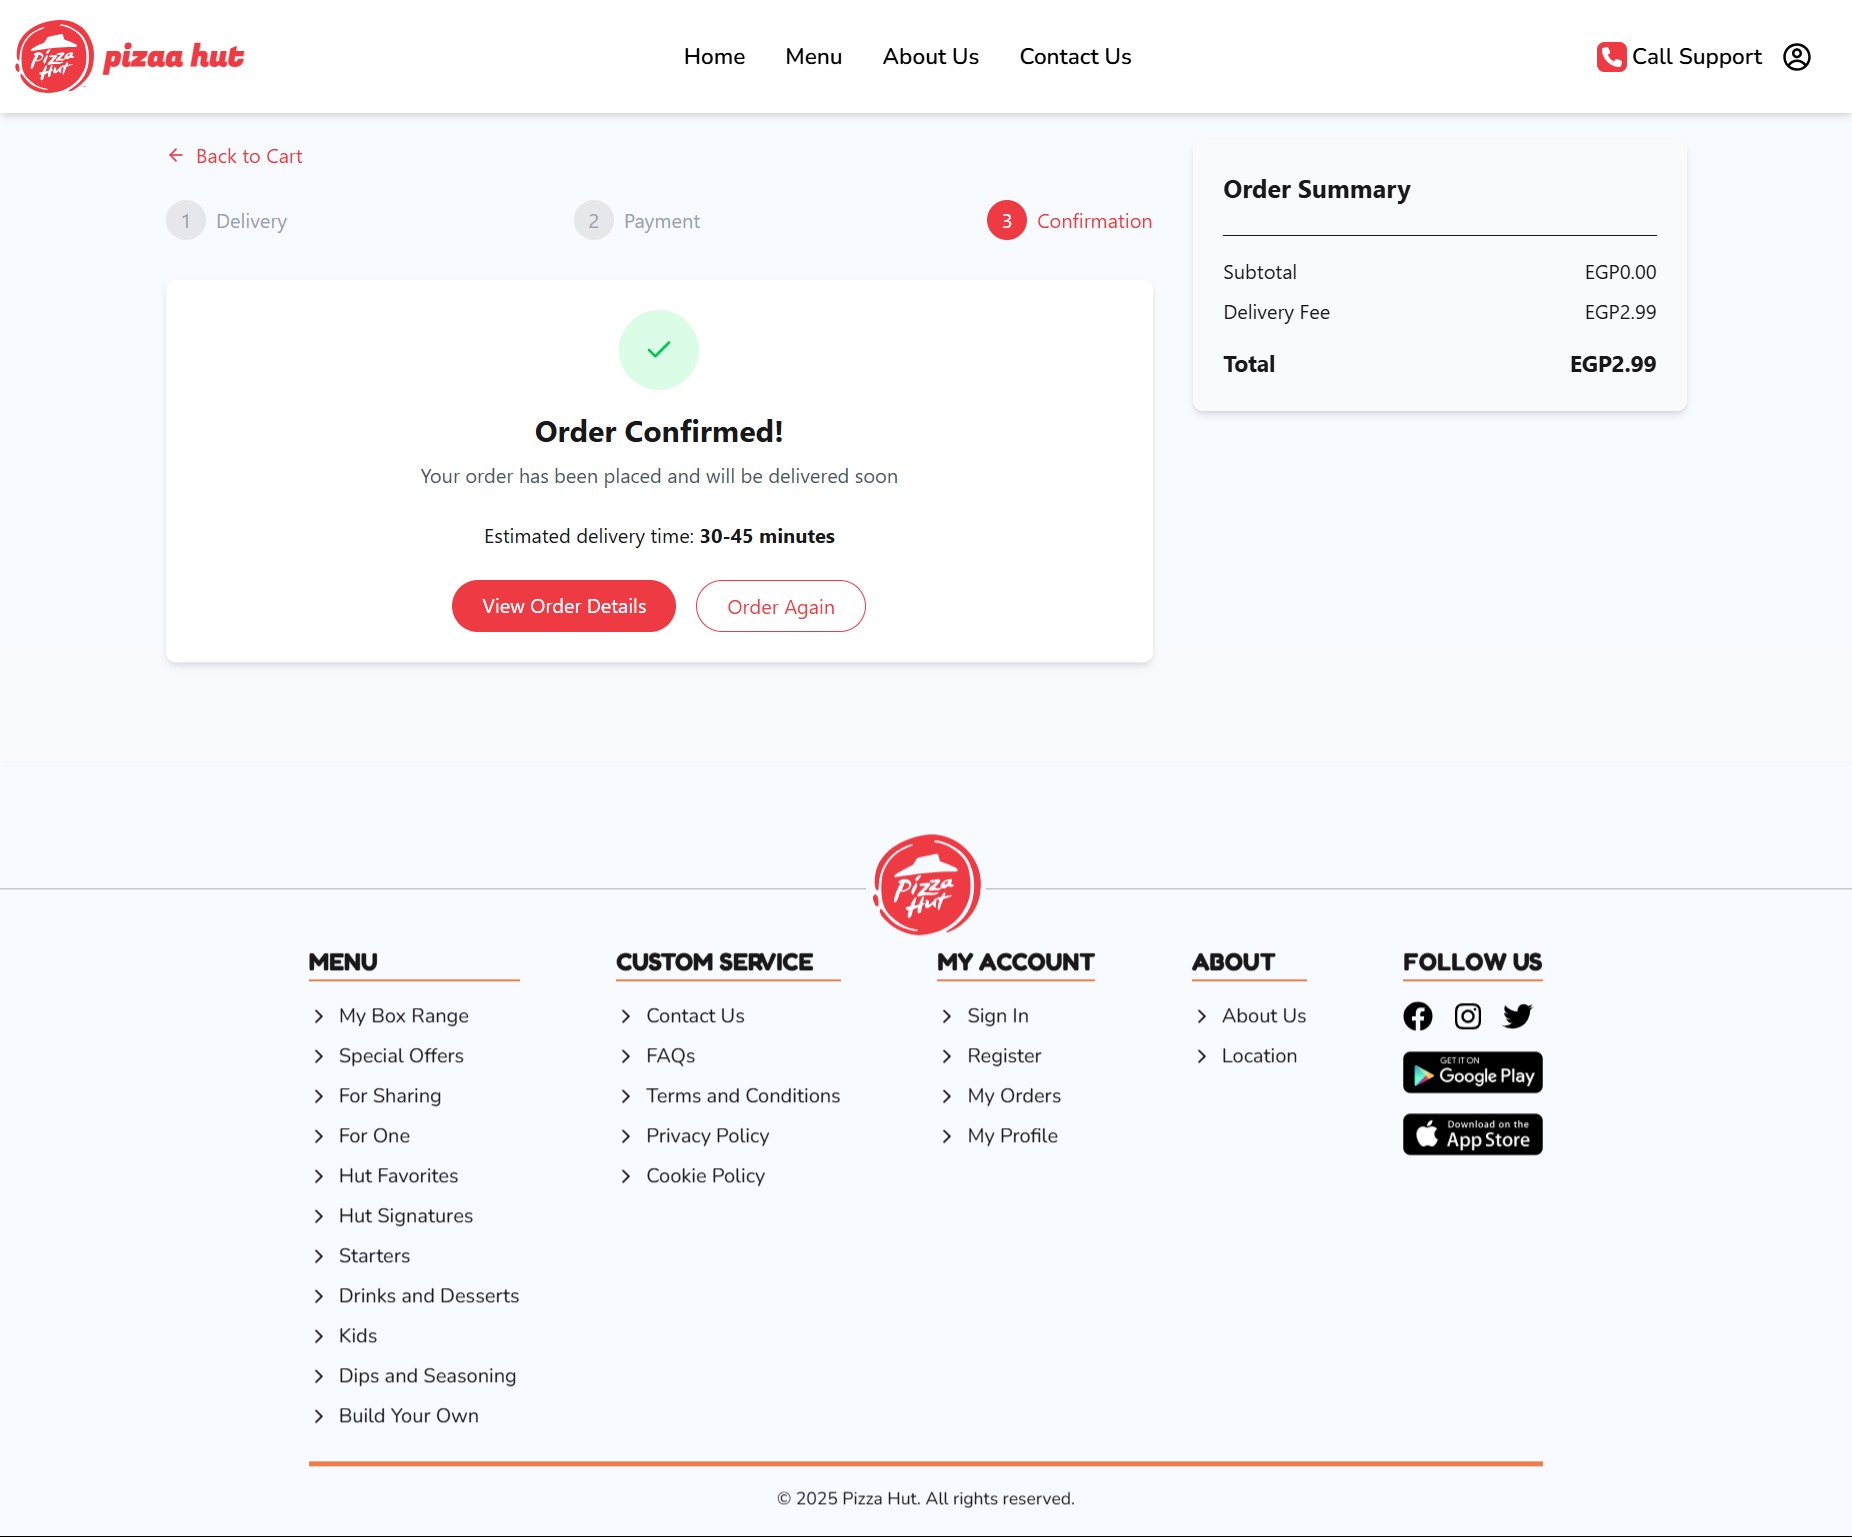 Pizza
Hut
pizaa hut
Home
Menu
About Us
Contact Us
Call Support
Back to Cart
1 Delivery
2 Payment
3 Confirmation
Order Confirmed!
Your order has been placed and will be delivered soon
Estimated delivery time: 30-45 minutes
View Order Details
Order Again
Order Summary
Subtotal EGP0.00
Delivery Fee EGP2.99
Total EGP2.99
Pizza
Hut
MENU
My Box Range
Special Offers
For Sharing
For One
Hut Favorites
Hut Signatures
Starters
Drinks and Desserts
Kids
Dips and Seasoning
Build Your Own
CUSTOM SERVICE
Contact Us
FAQs
Terms and Conditions
Privacy Policy
Cookie Policy
MY ACCOUNT
Sign In
Register
My Orders
My Profile
ABOUT
About Us
Location
FOLLOW US
GET IT ON
Google Play
Download on the
App Store
© 2025 Pizza Hut. All rights reserved.